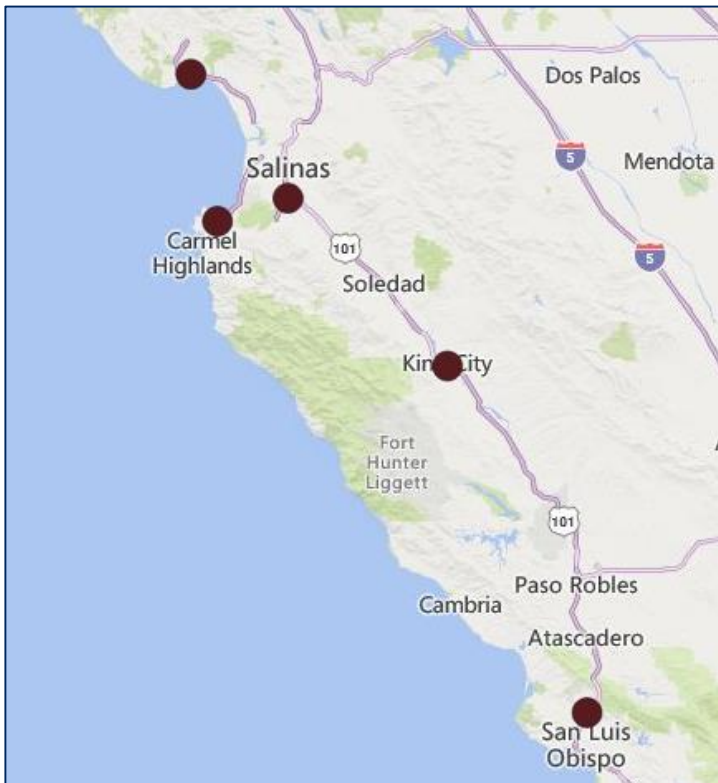 Dos Palos
5
Mendota
Salinas
101
5
Carmel
Highlands
Soledad
City
Fort
Hunter
Liggett
101
Paso Robles
Cambria
Atascadero
San Luis
Obispo